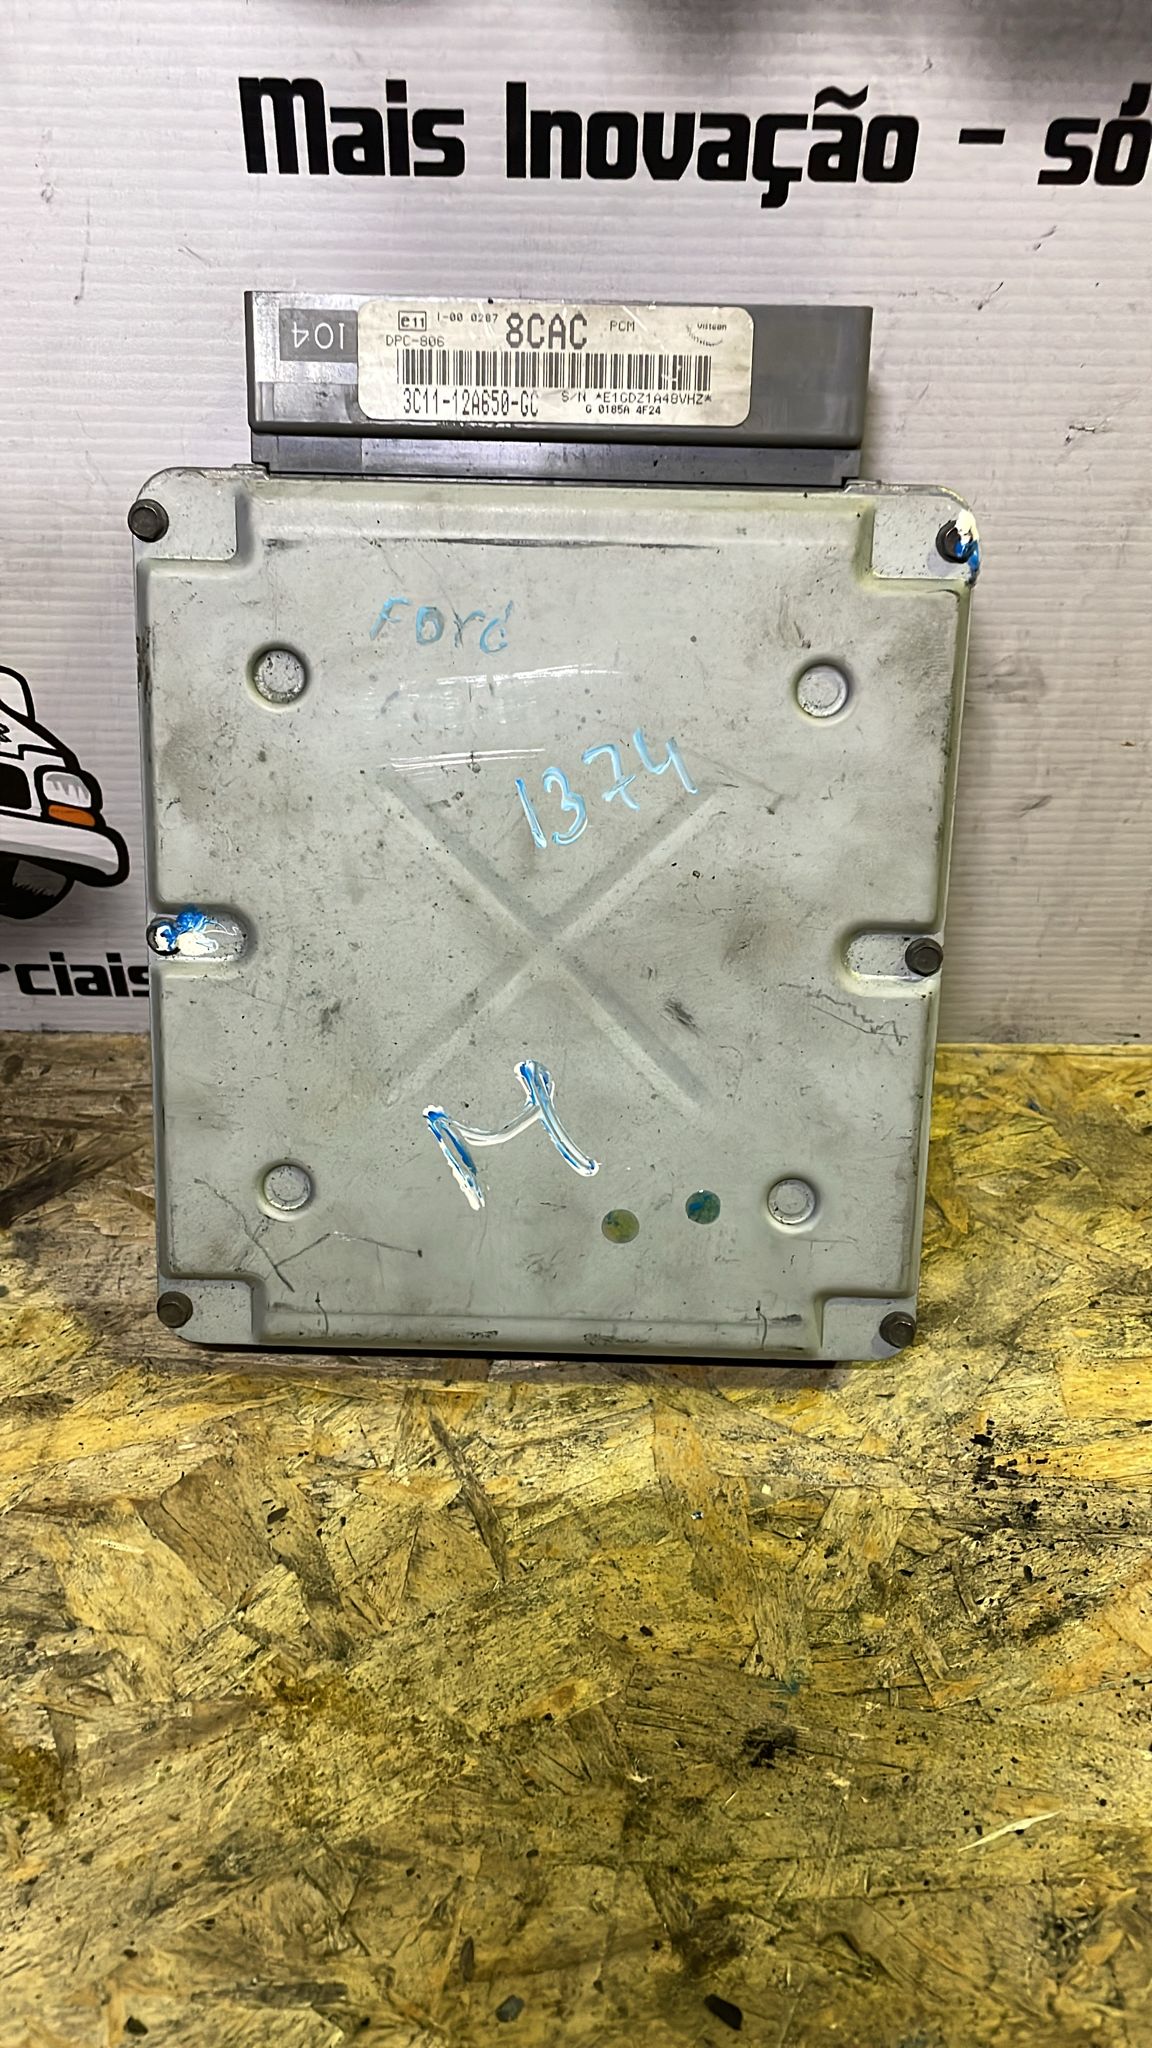 Mais Inovação - só
104
e11 1-00 0287 8CAC PCM Visteon
DPC-806
3C11-12A650-GC S/N *E1GDZ1A48VHZ*
G 0185A 4F24
Ford
1374
M
rciais